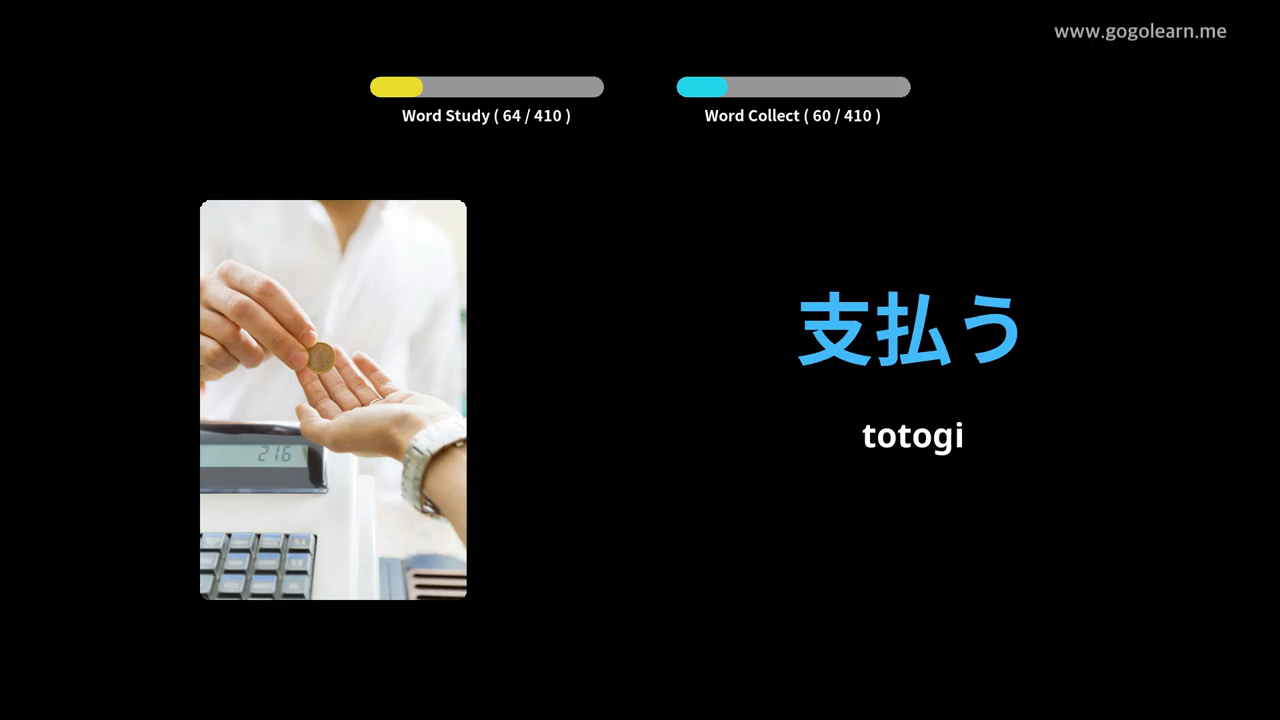 www.gogolearn.me
Word Study ( 64 / 410 )
Word Collect ( 60 / 410 )
支払う
totogi
216